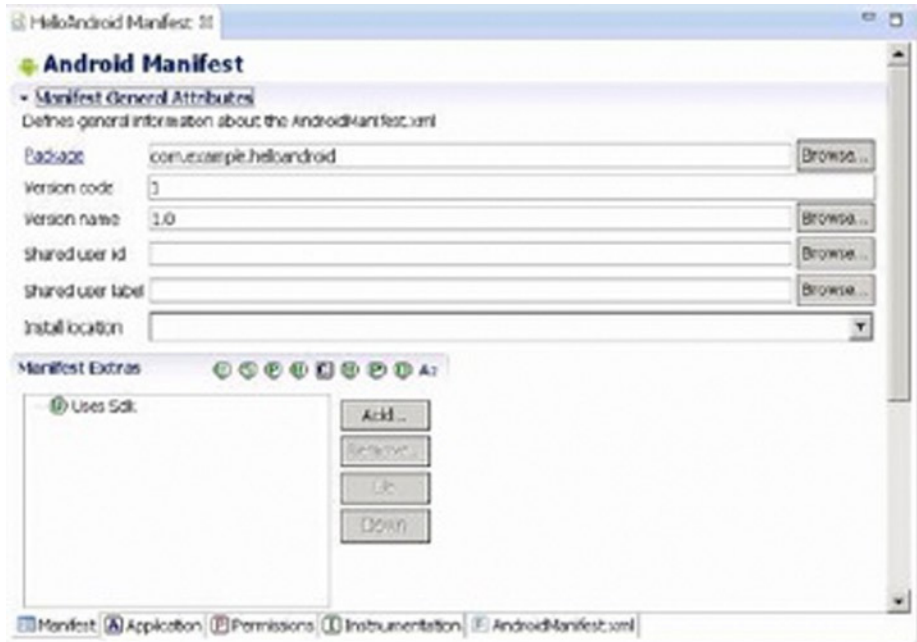 HelloAndroid Manifest
Android Manifest
Manifest General Attributes
Defines general information about the AndroidManifest.xml
Package com.example.helloandroid Browse...
Version code 1
Version name 1.0 Browse...
Shared user id Browse...
Shared user label Browse...
Install location
Manifest Extras U S P U C U P U Az
U Uses Sdk
Add...
Remove...
Up
Down
Manifest A Application P Permissions I Instrumentation F AndroidManifest.xml